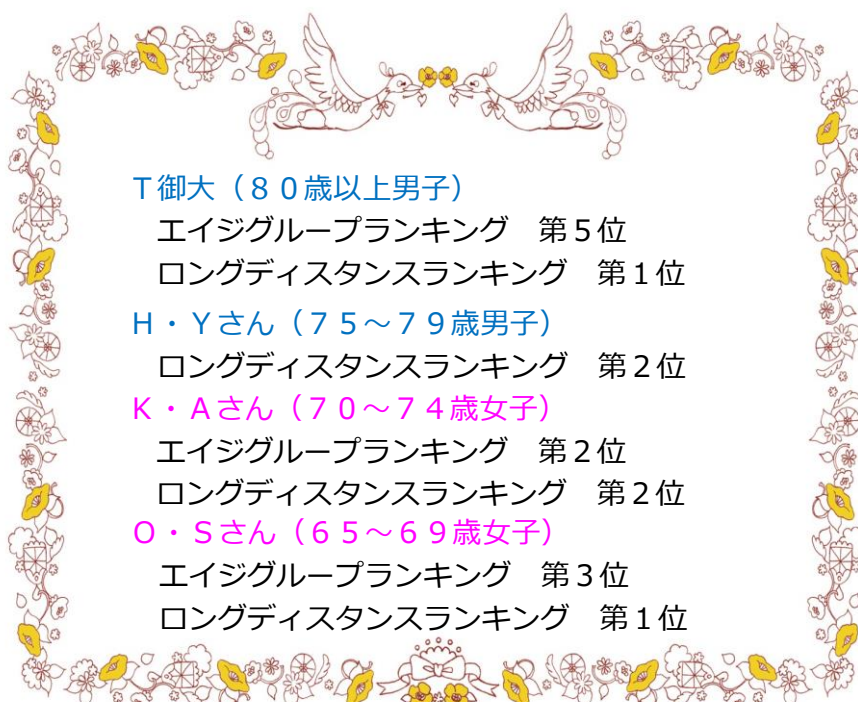 Ｔ御大（８０歳以上男子）
エイジグループランキング　第５位
ロングディスタンスランキング　第１位
Ｈ・Ｙさん（７５～７９歳男子）
ロングディスタンスランキング　第２位
Ｋ・Ａさん（７０～７４歳女子）
エイジグループランキング　第２位
ロングディスタンスランキング　第２位
Ｏ・Ｓさん（６５～６９歳女子）
エイジグループランキング　第３位
ロングディスタンスランキング　第１位